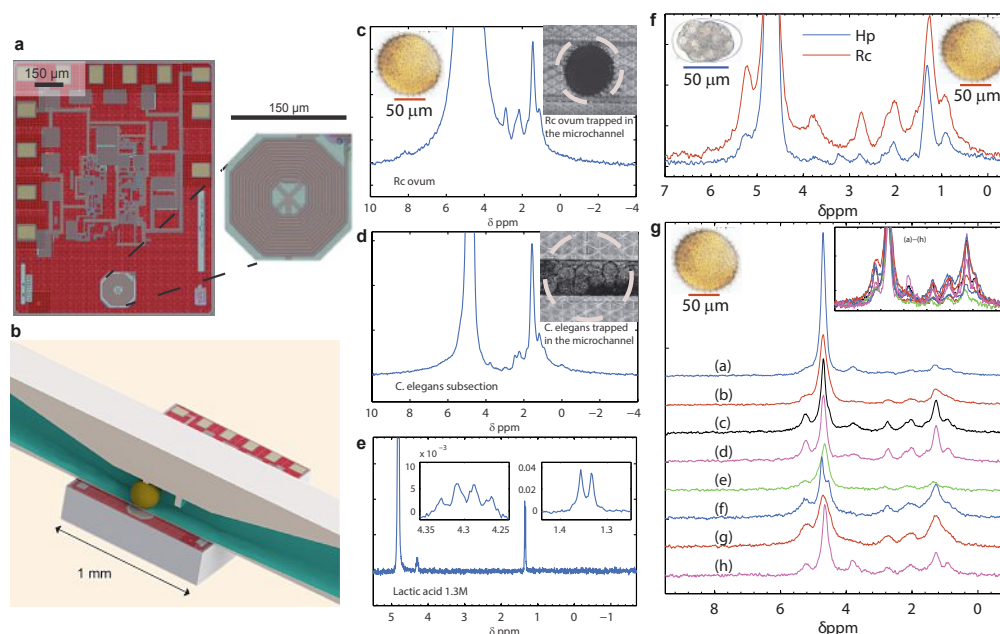 a
150 µm
150 µm
b
1 mm
c
50 µm
Rc ovum trapped in
the microchannel
Rc ovum
10 8 6 4 2 0 −2 −4
δ ppm
d
C. elegans trapped
in the microchannel
C. elegans subsection
10 8 6 4 2 0 −2 −4
δ ppm
e
x 10⁻³
10
5
0
4.35 4.3 4.25
0.04
0.02
0
1.4 1.3
Lactic acid 1.3M
5 4 3 2 1 0 -1
δ ppm
f
50 µm
Hp
Rc
50 µm
7 6 5 4 3 2 1 0
δppm
g
50 µm
(a)−(h)
(a)
(b)
(c)
(d)
(e)
(f)
(g)
(h)
8 6 4 2 0
δppm